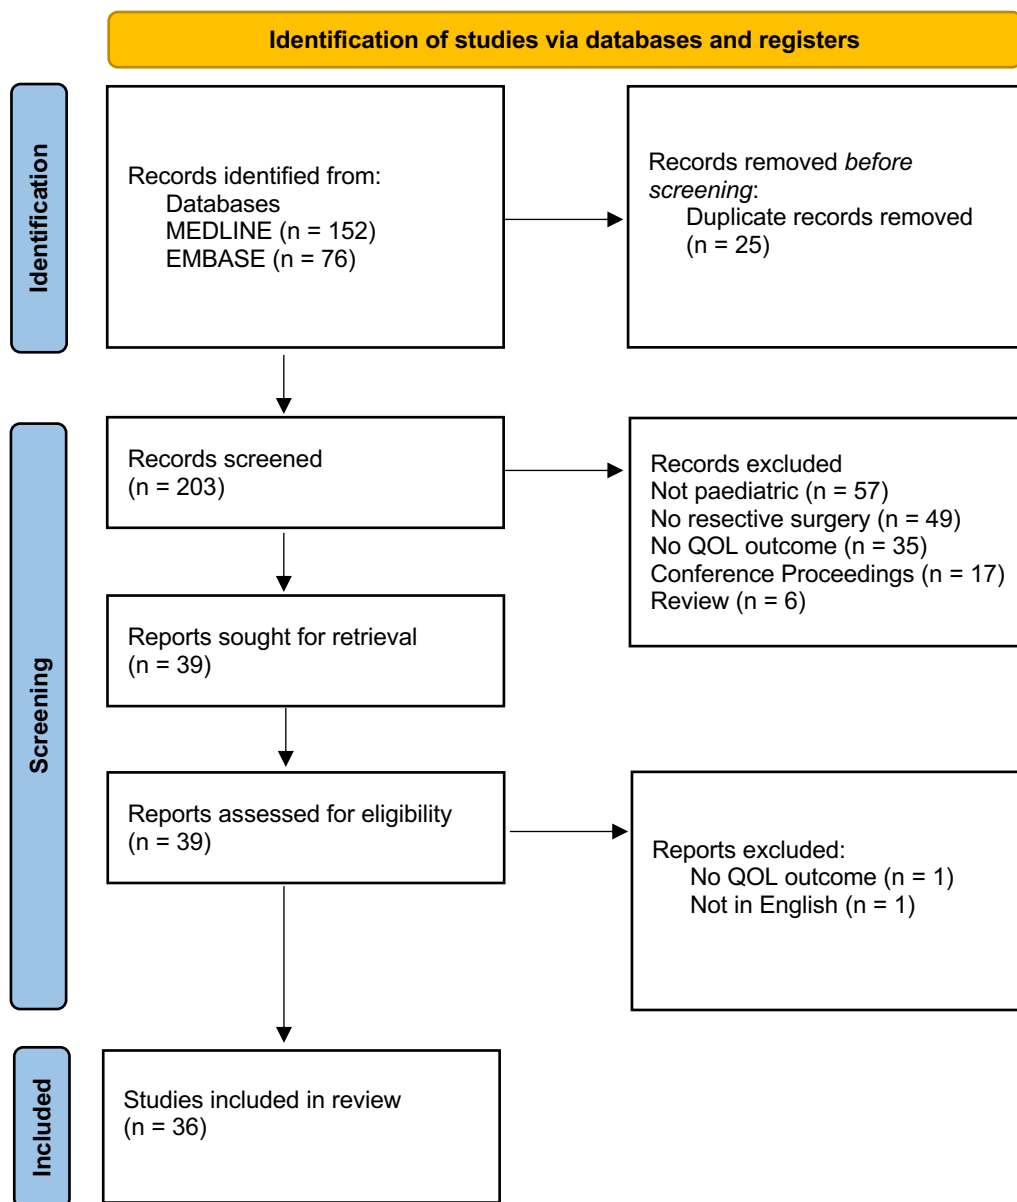 Identification of studies via databases and registers
Identification
Records identified from:
Databases
MEDLINE (n = 152)
EMBASE (n = 76)
Records removed before
screening:
Duplicate records removed
(n = 25)
Screening
Records screened
(n = 203)
Records excluded
Not paediatric (n = 57)
No resective surgery (n = 49)
No QOL outcome (n = 35)
Conference Proceedings (n = 17)
Review (n = 6)
Reports sought for retrieval
(n = 39)
Reports assessed for eligibility
(n = 39)
Reports excluded:
No QOL outcome (n = 1)
Not in English (n = 1)
Included
Studies included in review
(n = 36)